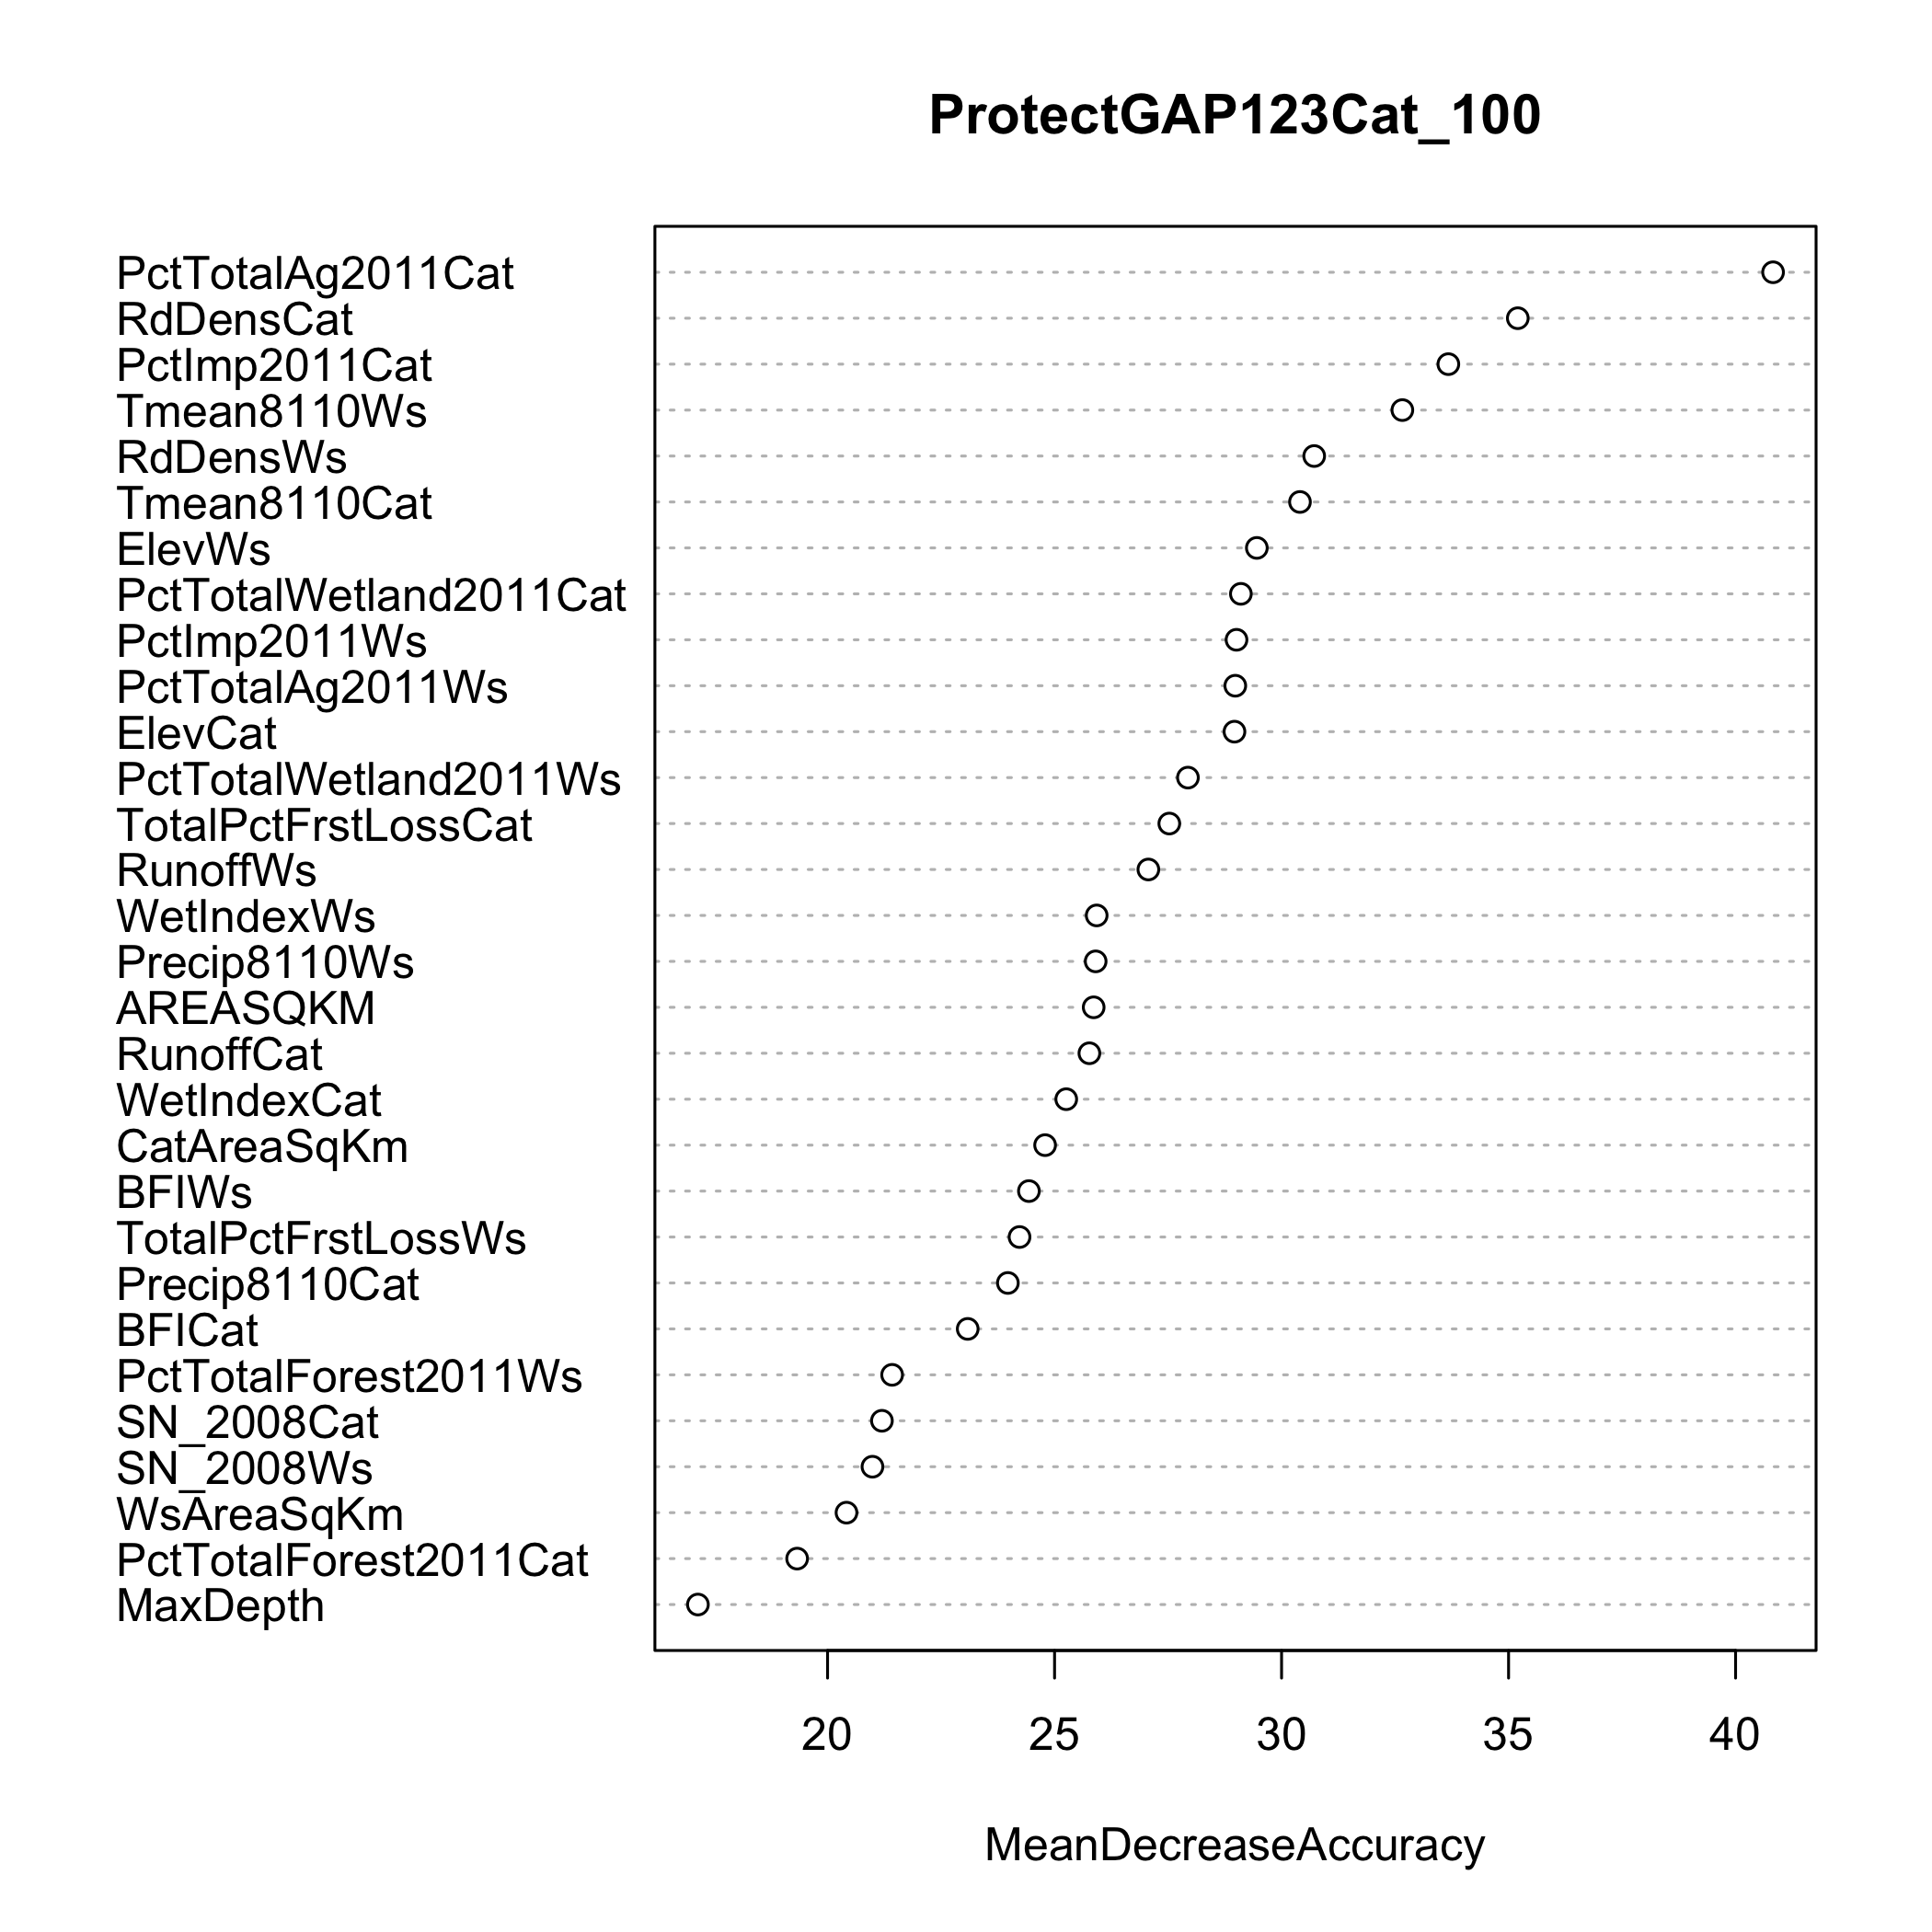 ProtectGAP123Cat_100
PctTotalAg2011Cat
RdDensCat
PctImp2011Cat
Tmean8110Ws
RdDensWs
Tmean8110Cat
ElevWs
PctTotalWetland2011Cat
PctImp2011Ws
PctTotalAg2011Ws
ElevCat
PctTotalWetland2011Ws
TotalPctFrstLossCat
RunoffWs
WetIndexWs
Precip8110Ws
AREASQKM
RunoffCat
WetIndexCat
CatAreaSqKm
BFIWs
TotalPctFrstLossWs
Precip8110Cat
BFICat
PctTotalForest2011Ws
SN_2008Cat
SN_2008Ws
WsAreaSqKm
PctTotalForest2011Cat
MaxDepth
20 25 30 35 40
MeanDecreaseAccuracy